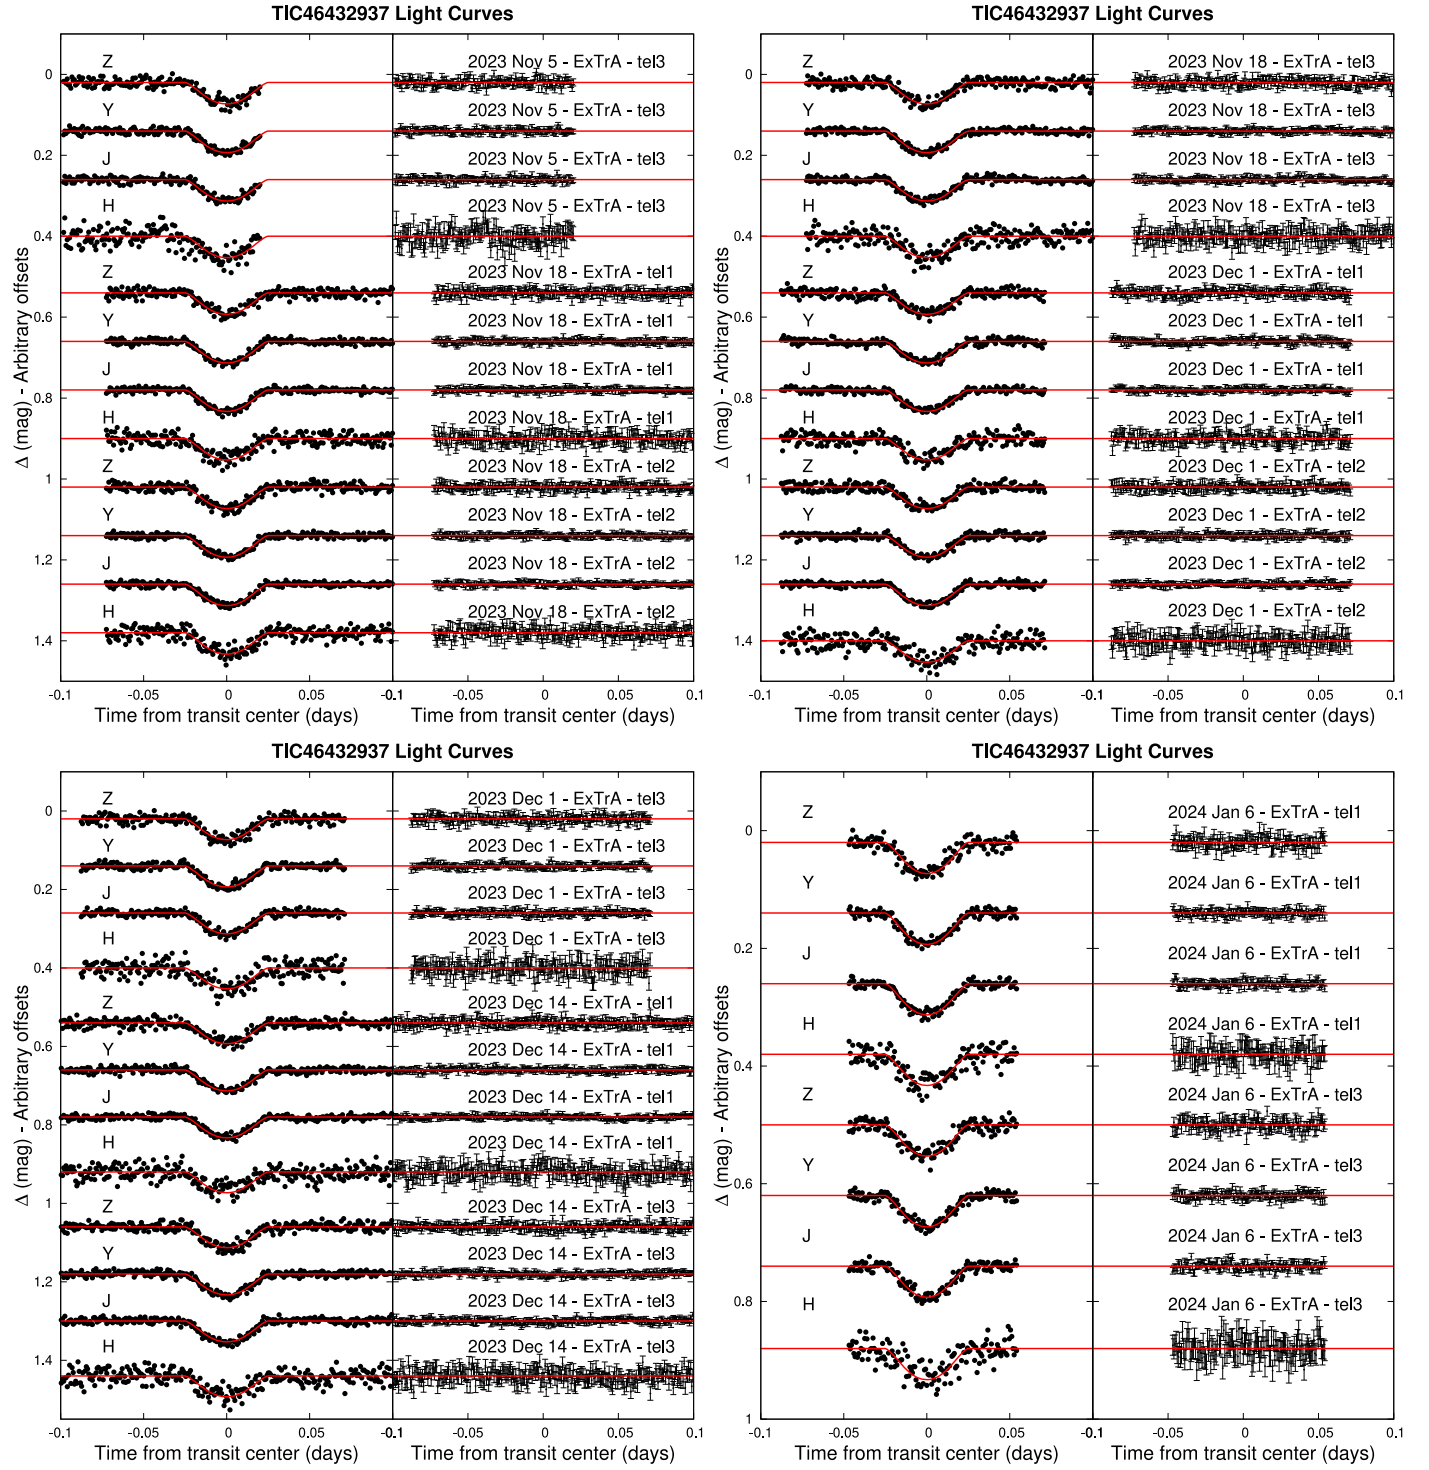 TIC46432937 Light Curves
Z
2023 Nov 5 - ExTrA - tel3
0
Y
2023 Nov 5 - ExTrA - tel3
0.2
J
2023 Nov 5 - ExTrA - tel3
H
2023 Nov 5 - ExTrA - tel3
0.4
Z
2023 Nov 18 - ExTrA - tel1
0.6
Y
2023 Nov 18 - ExTrA - tel1
J
2023 Nov 18 - ExTrA - tel1
0.8
H
2023 Nov 18 - ExTrA - tel1
Z
2023 Nov 18 - ExTrA - tel2
1
Y
2023 Nov 18 - ExTrA - tel2
1.2
J
2023 Nov 18 - ExTrA - tel2
H
2023 Nov 18 - ExTrA - tel2
1.4
Δ (mag) - Arbitrary offsets
-0.1 -0.05 0 0.05 0.1 -0.1 -0.05 0 0.05 0.1
Time from transit center (days) Time from transit center (days)
TIC46432937 Light Curves
Z
2023 Nov 18 - ExTrA - tel3
0
Y
2023 Nov 18 - ExTrA - tel3
0.2
J
2023 Nov 18 - ExTrA - tel3
H
2023 Nov 18 - ExTrA - tel3
0.4
Z
2023 Dec 1 - ExTrA - tel1
0.6
Y
2023 Dec 1 - ExTrA - tel1
J
2023 Dec 1 - ExTrA - tel1
0.8
H
2023 Dec 1 - ExTrA - tel1
Z
2023 Dec 1 - ExTrA - tel2
1
Y
2023 Dec 1 - ExTrA - tel2
1.2
J
2023 Dec 1 - ExTrA - tel2
H
2023 Dec 1 - ExTrA - tel2
1.4
Δ (mag) - Arbitrary offsets
-0.1 -0.05 0 0.05 0.1 -0.1 -0.05 0 0.05 0.1
Time from transit center (days) Time from transit center (days)
TIC46432937 Light Curves
Z
2023 Dec 1 - ExTrA - tel3
0
Y
2023 Dec 1 - ExTrA - tel3
0.2
J
2023 Dec 1 - ExTrA - tel3
H
2023 Dec 1 - ExTrA - tel3
0.4
Z
2023 Dec 14 - ExTrA - tel1
0.6
Y
2023 Dec 14 - ExTrA - tel1
J
2023 Dec 14 - ExTrA - tel1
0.8
H
2023 Dec 14 - ExTrA - tel1
1
Z
2023 Dec 14 - ExTrA - tel3
Y
2023 Dec 14 - ExTrA - tel3
1.2
J
2023 Dec 14 - ExTrA - tel3
H
2023 Dec 14 - ExTrA - tel3
1.4
Δ (mag) - Arbitrary offsets
-0.1 -0.05 0 0.05 0.1 -0.1 -0.05 0 0.05 0.1
Time from transit center (days) Time from transit center (days)
TIC46432937 Light Curves
Z
2024 Jan 6 - ExTrA - tel1
0
Y
2024 Jan 6 - ExTrA - tel1
0.2
J
2024 Jan 6 - ExTrA - tel1
H
2024 Jan 6 - ExTrA - tel1
0.4
Z
2024 Jan 6 - ExTrA - tel3
Y
2024 Jan 6 - ExTrA - tel3
0.6
J
2024 Jan 6 - ExTrA - tel3
0.8
H
2024 Jan 6 - ExTrA - tel3
1
Δ (mag) - Arbitrary offsets
-0.1 -0.05 0 0.05 0.1 -0.1 -0.05 0 0.05 0.1
Time from transit center (days) Time from transit center (days)